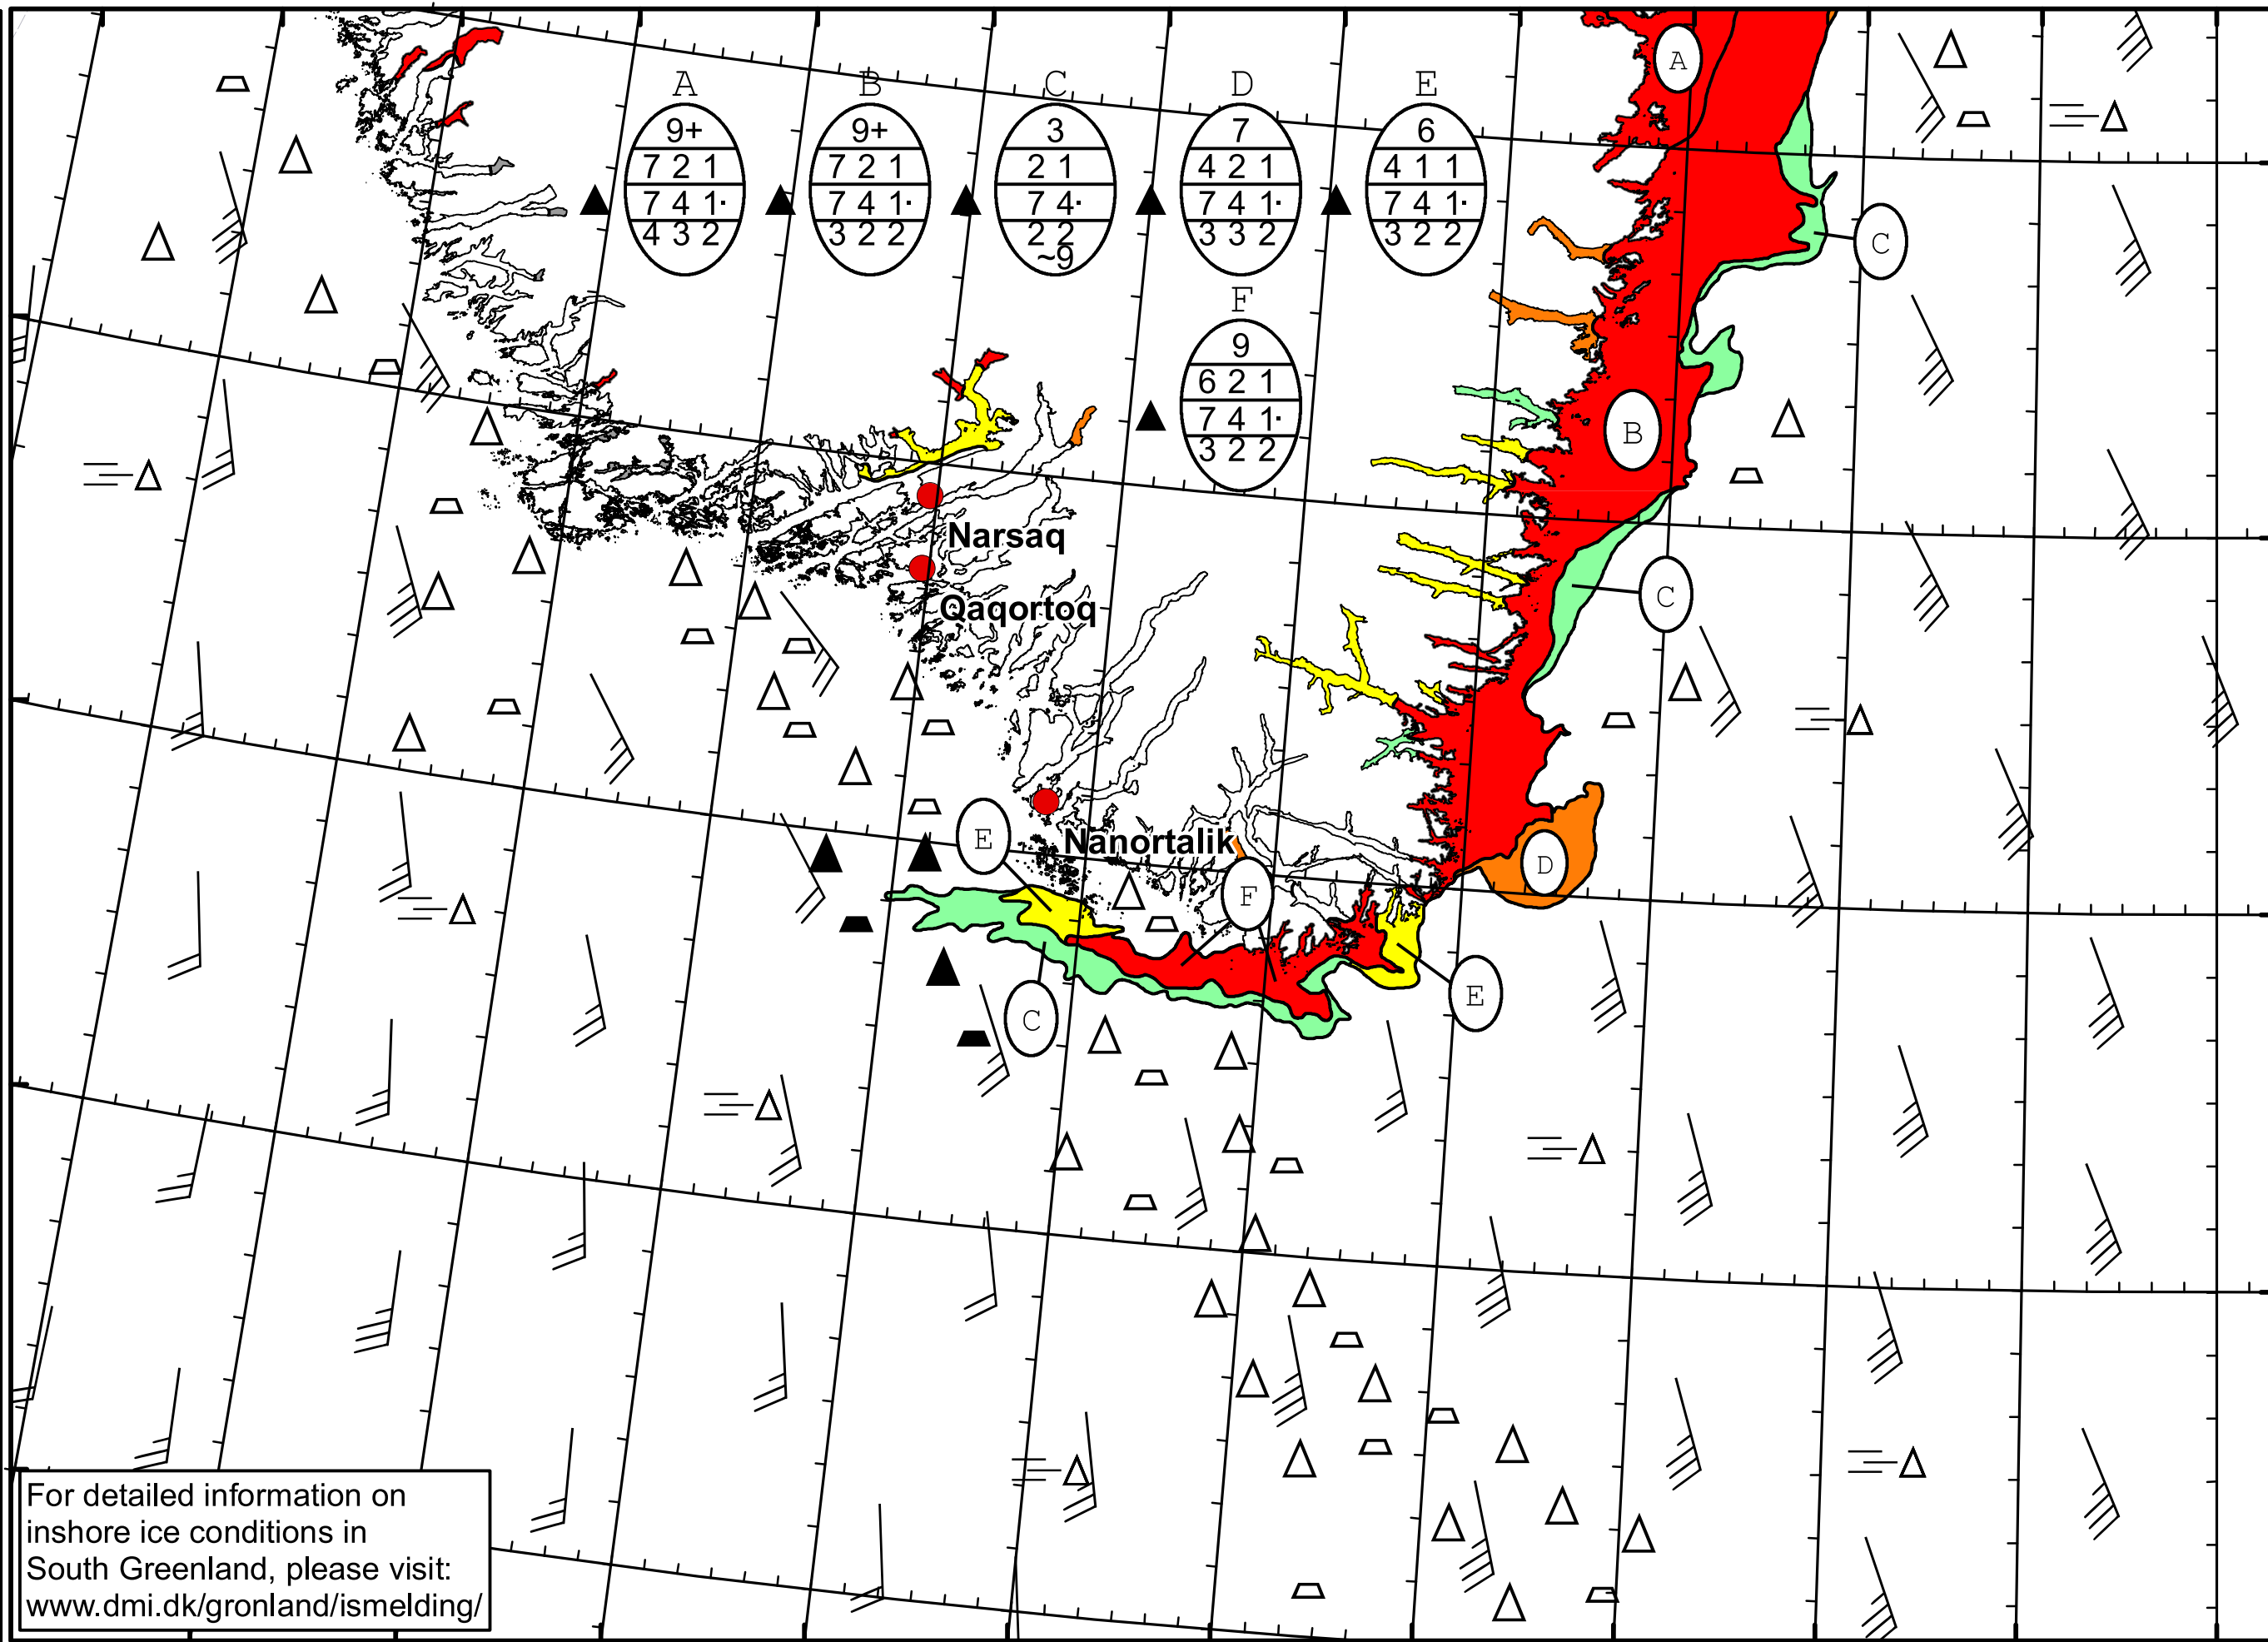 A
A B C D E
9+ 9+ 3 7 6
7 2 1 7 2 1 2 1 4 2 1 4 1 1
7 4 1· 7 4 1· 7 4· 7 4 1· 7 4 1·
4 3 2 3 2 2 2 2 3 3 2 3 2 2
~9
C
F
9
6 2 1
7 4 1·
3 2 2
B
Narsaq
Qaqortoq
C
E
Nanortalik
D
F
E
C
For detailed information on
inshore ice conditions in
South Greenland, please visit:
www.dmi.dk/gronland/ismelding/